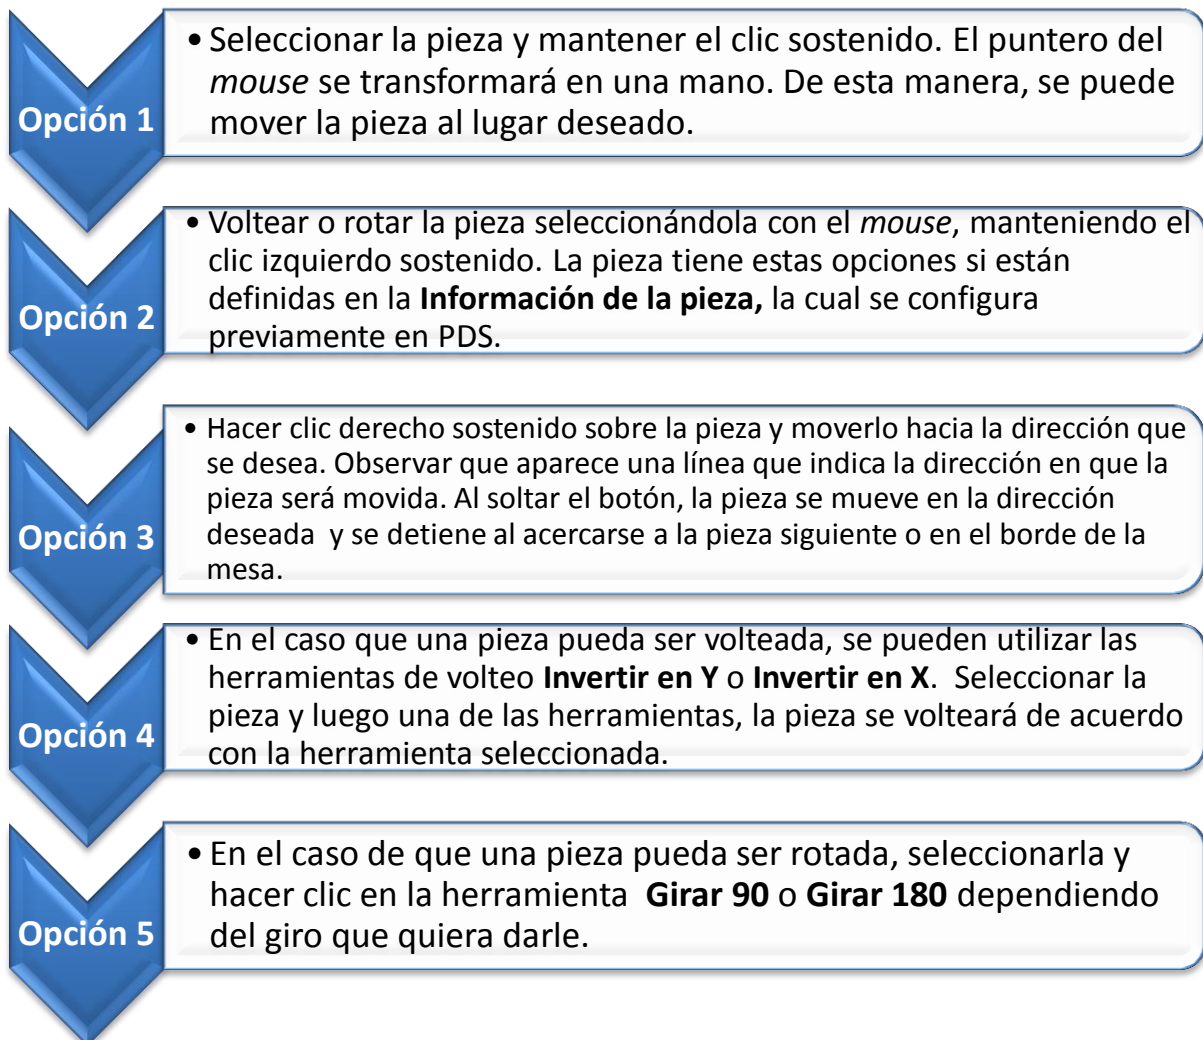 Opción 1
• Seleccionar la pieza y mantener el clic sostenido. El puntero del
mouse se transformará en una mano. De esta manera, se puede
mover la pieza al lugar deseado.
Opción 2
• Voltear o rotar la pieza seleccionándola con el mouse, manteniendo el
clic izquierdo sostenido. La pieza tiene estas opciones si están
definidas en la Información de la pieza, la cual se configura
previamente en PDS.
Opción 3
• Hacer clic derecho sostenido sobre la pieza y moverlo hacia la dirección que
se desea. Observar que aparece una línea que indica la dirección en que la
pieza será movida. Al soltar el botón, la pieza se mueve en la dirección
deseada y se detiene al acercarse a la pieza siguiente o en el borde de la
mesa.
Opción 4
• En el caso que una pieza pueda ser volteada, se pueden utilizar las
herramientas de volteo Invertir en Y o Invertir en X. Seleccionar la
pieza y luego una de las herramientas, la pieza se volteará de acuerdo
con la herramienta seleccionada.
Opción 5
• En el caso de que una pieza pueda ser rotada, seleccionarla y
hacer clic en la herramienta Girar 90 o Girar 180 dependiendo
del giro que quiera darle.